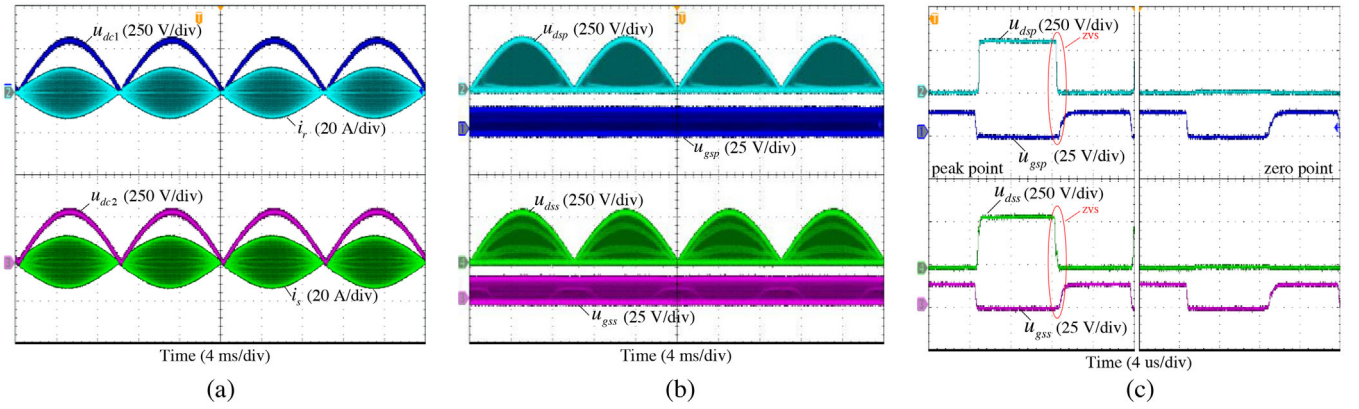 u_dc1 (250 V/div)
i_r (20 A/div)
u_dc2 (250 V/div)
i_s (20 A/div)
Time (4 ms/div)
(a)
u_dsp (250 V/div)
u_gsp (25 V/div)
u_dss (250 V/div)
u_gss (25 V/div)
Time (4 ms/div)
(b)
u_dsp (250 V/div)
zvs
u_gsp (25 V/div)
peak point
zero point
u_dss (250 V/div)
zvs
u_gss (25 V/div)
Time (4 us/div)
(c)